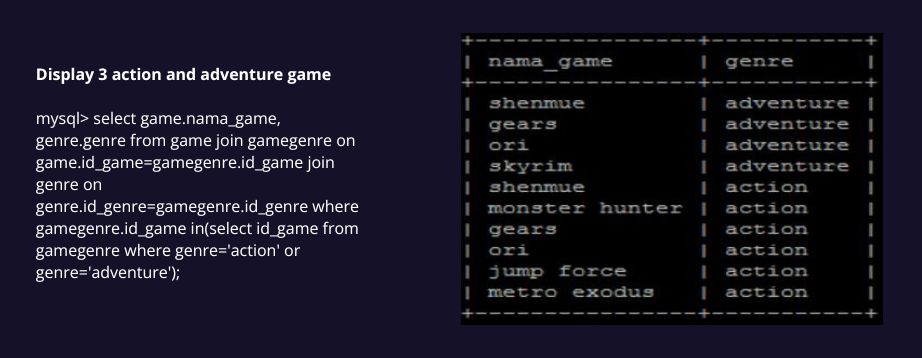 Display 3 action and adventure game
mysql> select game.nama_game,
genre.genre from game join gamegenre on
game.id_game=gamegenre.id_game join
genre on
genre.id_genre=gamegenre.id_genre where
gamegenre.id_game in(select id_game from
gamegenre where genre='action' or
genre='adventure');
+-----------------+-----------+
| nama_game | genre |
+-----------------+-----------+
| shenmue | adventure |
| gears | adventure |
| ori | adventure |
| skyrim | adventure |
| shenmue | action |
| monster hunter | action |
| gears | action |
| ori | action |
| jump force | action |
| metro exodus | action |
+-----------------+-----------+